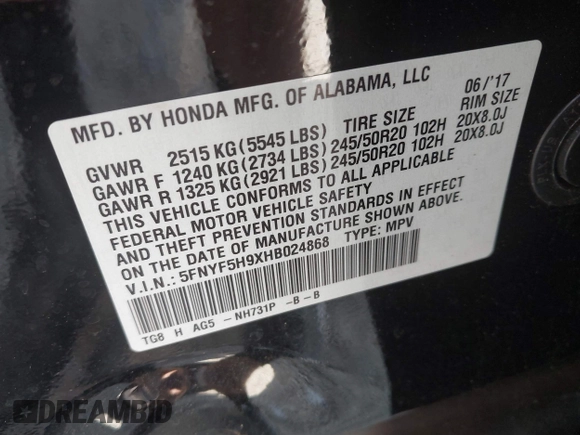 MFD. BY HONDA MFG. OF ALABAMA, LLC 06/'17
GVWR 2515 KG (5545 LBS) TIRE SIZE RIM SIZE
GAWR F 1240 KG (2734 LBS) 245/50R20 102H 20X8.0J
GAWR R 1325 KG (2921 LBS) 245/50R20 102H 20X8.0J
THIS VEHICLE CONFORMS TO ALL APPLICABLE
FEDERAL MOTOR VEHICLE SAFETY
AND THEFT PREVENTION STANDARDS IN EFFECT
ON THE DATE OF MANUFACTURE SHOWN ABOVE.
V.I.N.: 5FNYF5H9XHB024868 TYPE: MPV
TG8 H AG5 -NH731P -B-B
DREAMBID